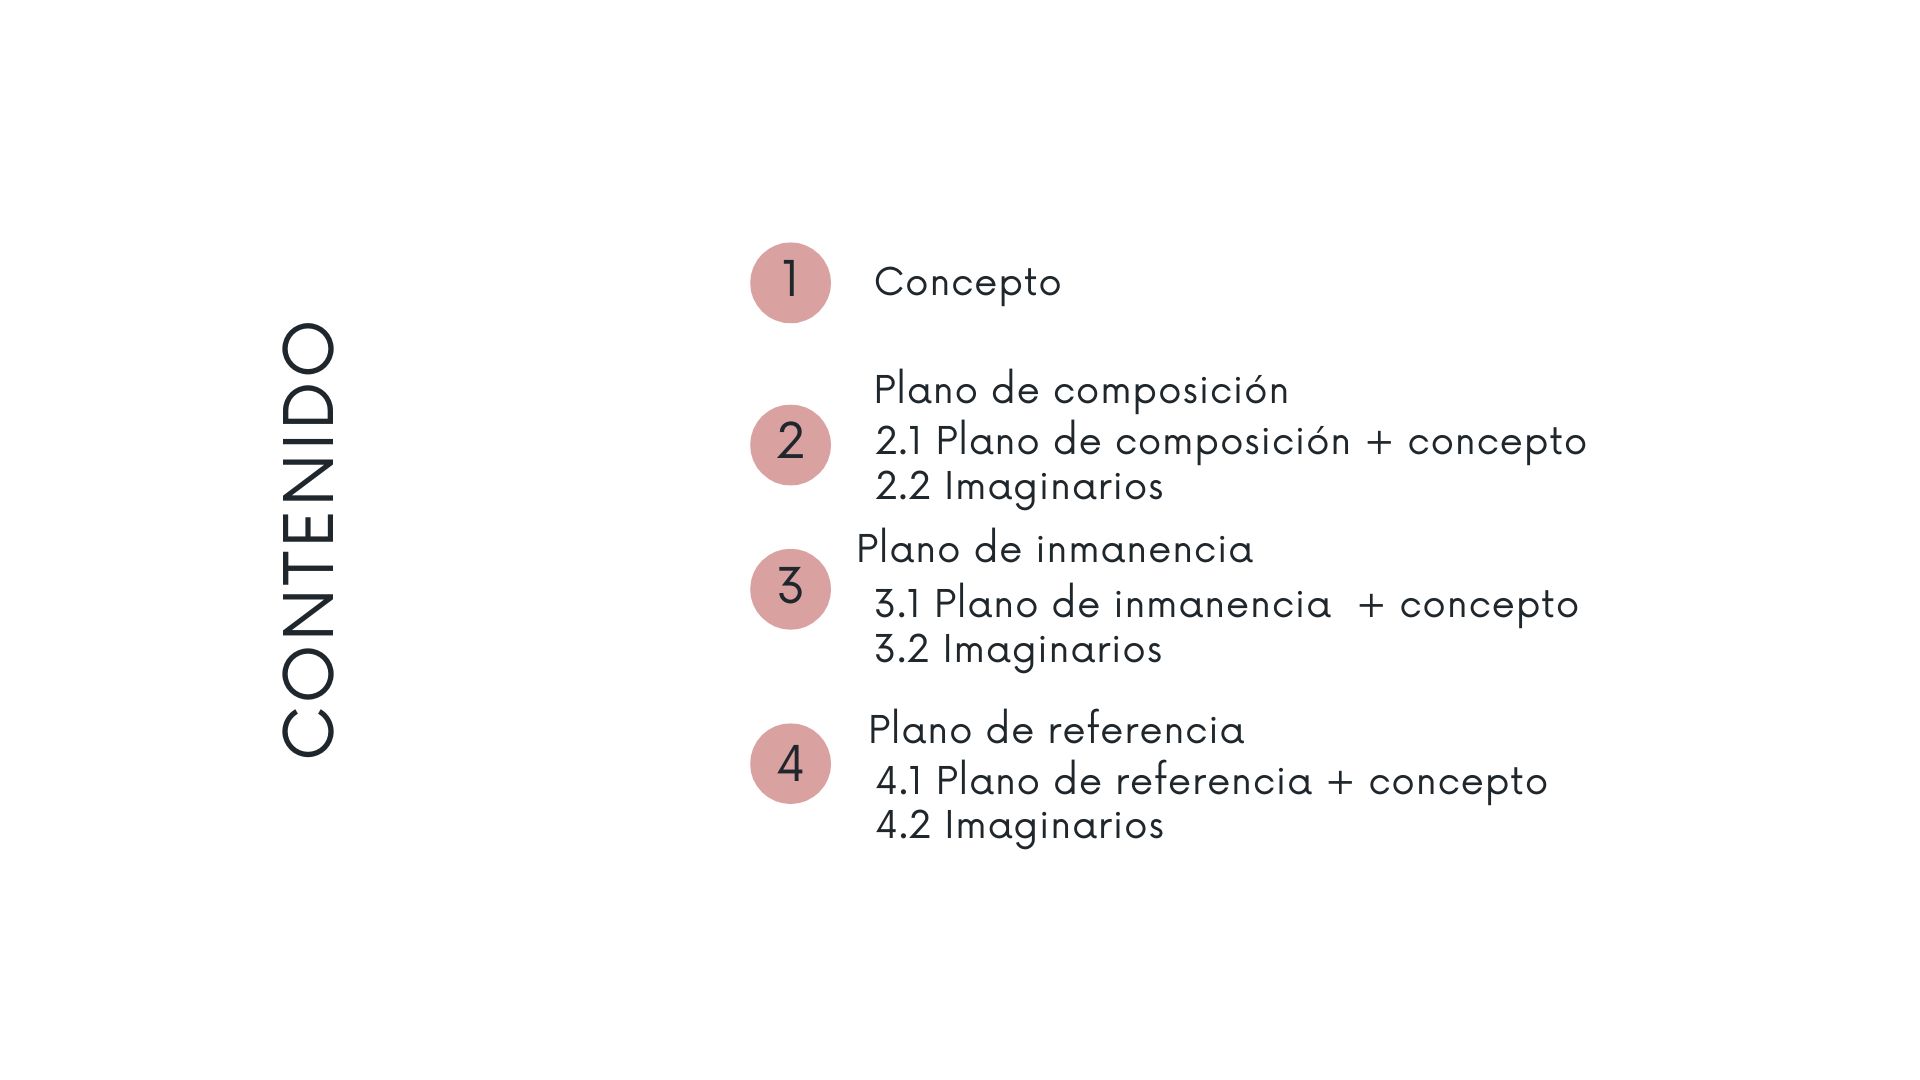 CONTENIDO
1
Concepto
2
Plano de composición
2.1 Plano de composición + concepto
2.2 Imaginarios
3
Plano de inmanencia
3.1 Plano de inmanencia + concepto
3.2 Imaginarios
4
Plano de referencia
4.1 Plano de referencia + concepto
4.2 Imaginarios